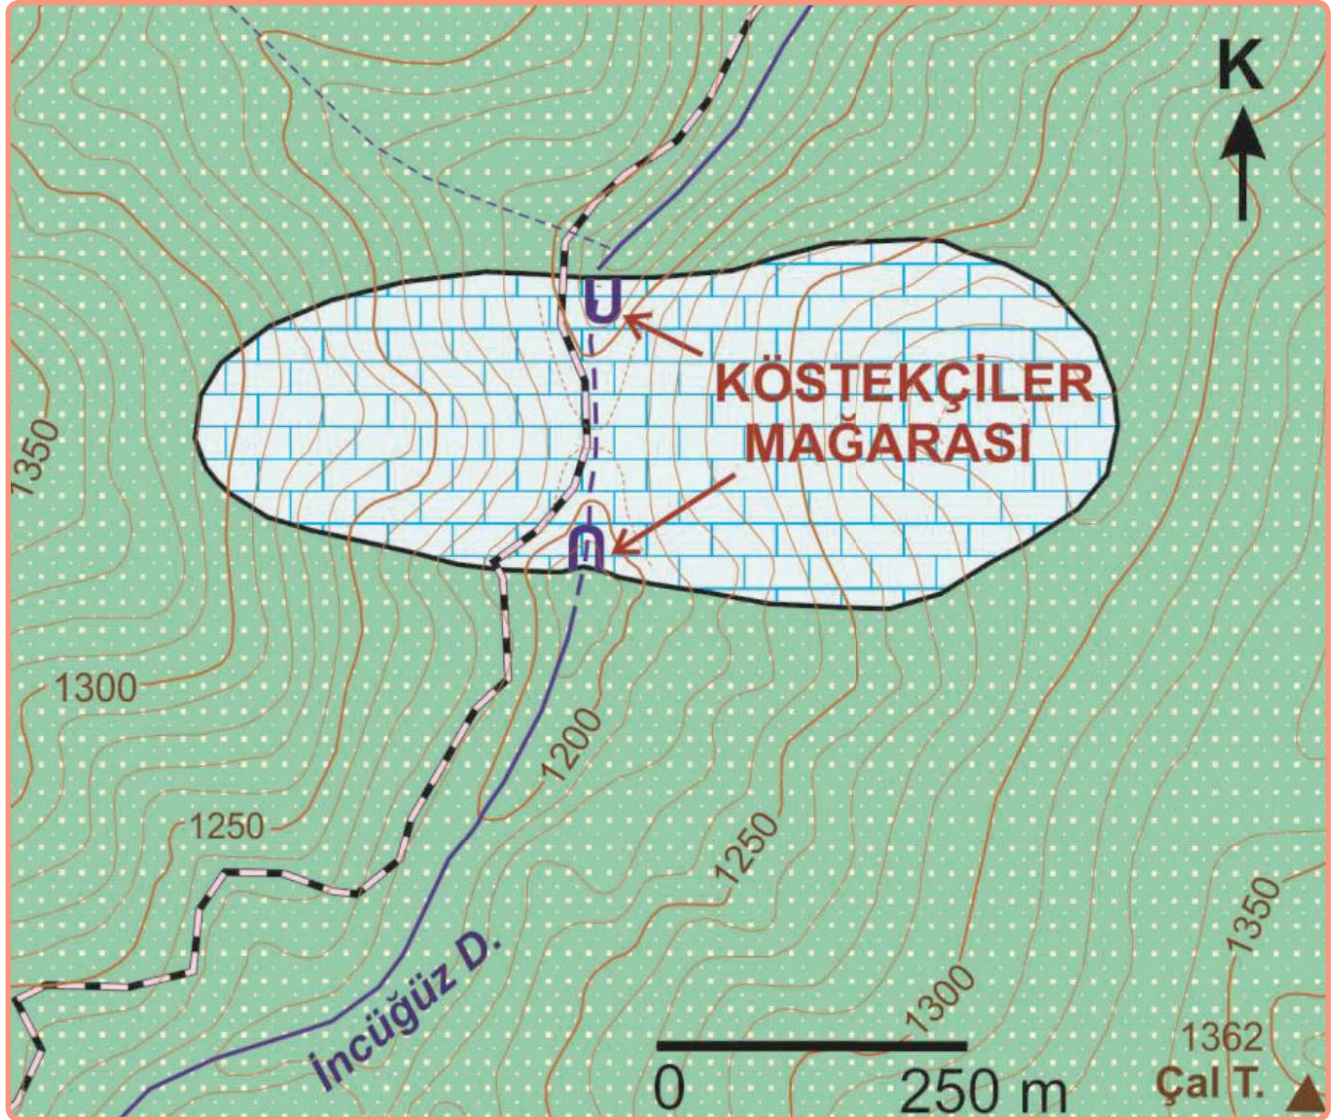 K
KÖSTEKÇİLER
MAĞARASI
1350
1300
1200
1250
1250
1350
İncüğüz D.
1300
1362
Çal T.
0 250 m